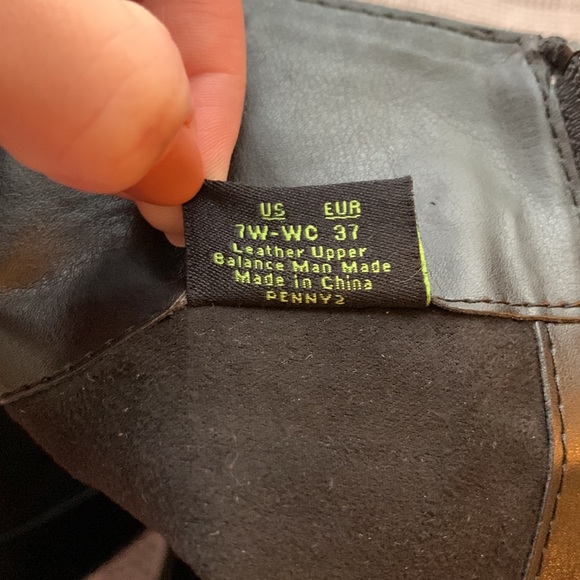 US EUR
7W-WC 37
Leather Upper
Balance Man Made
Made in China
PENNY2